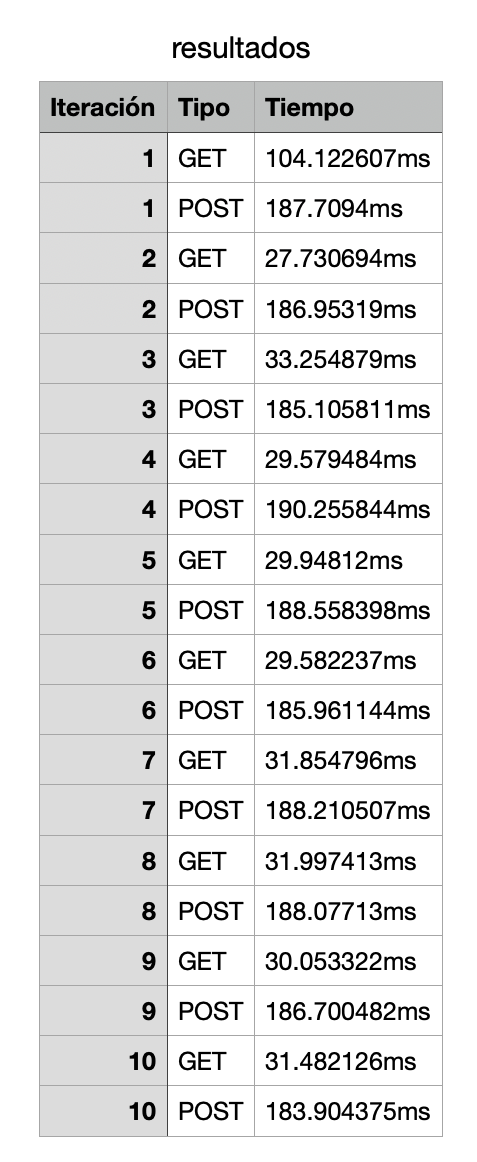 resultados
Iteración Tipo Tiempo
1 GET 104.122607ms
1 POST 187.7094ms
2 GET 27.730694ms
2 POST 186.95319ms
3 GET 33.254879ms
3 POST 185.105811ms
4 GET 29.579484ms
4 POST 190.255844ms
5 GET 29.94812ms
5 POST 188.558398ms
6 GET 29.582237ms
6 POST 185.961144ms
7 GET 31.854796ms
7 POST 188.210507ms
8 GET 31.997413ms
8 POST 188.07713ms
9 GET 30.053322ms
9 POST 186.700482ms
10 GET 31.482126ms
10 POST 183.904375ms